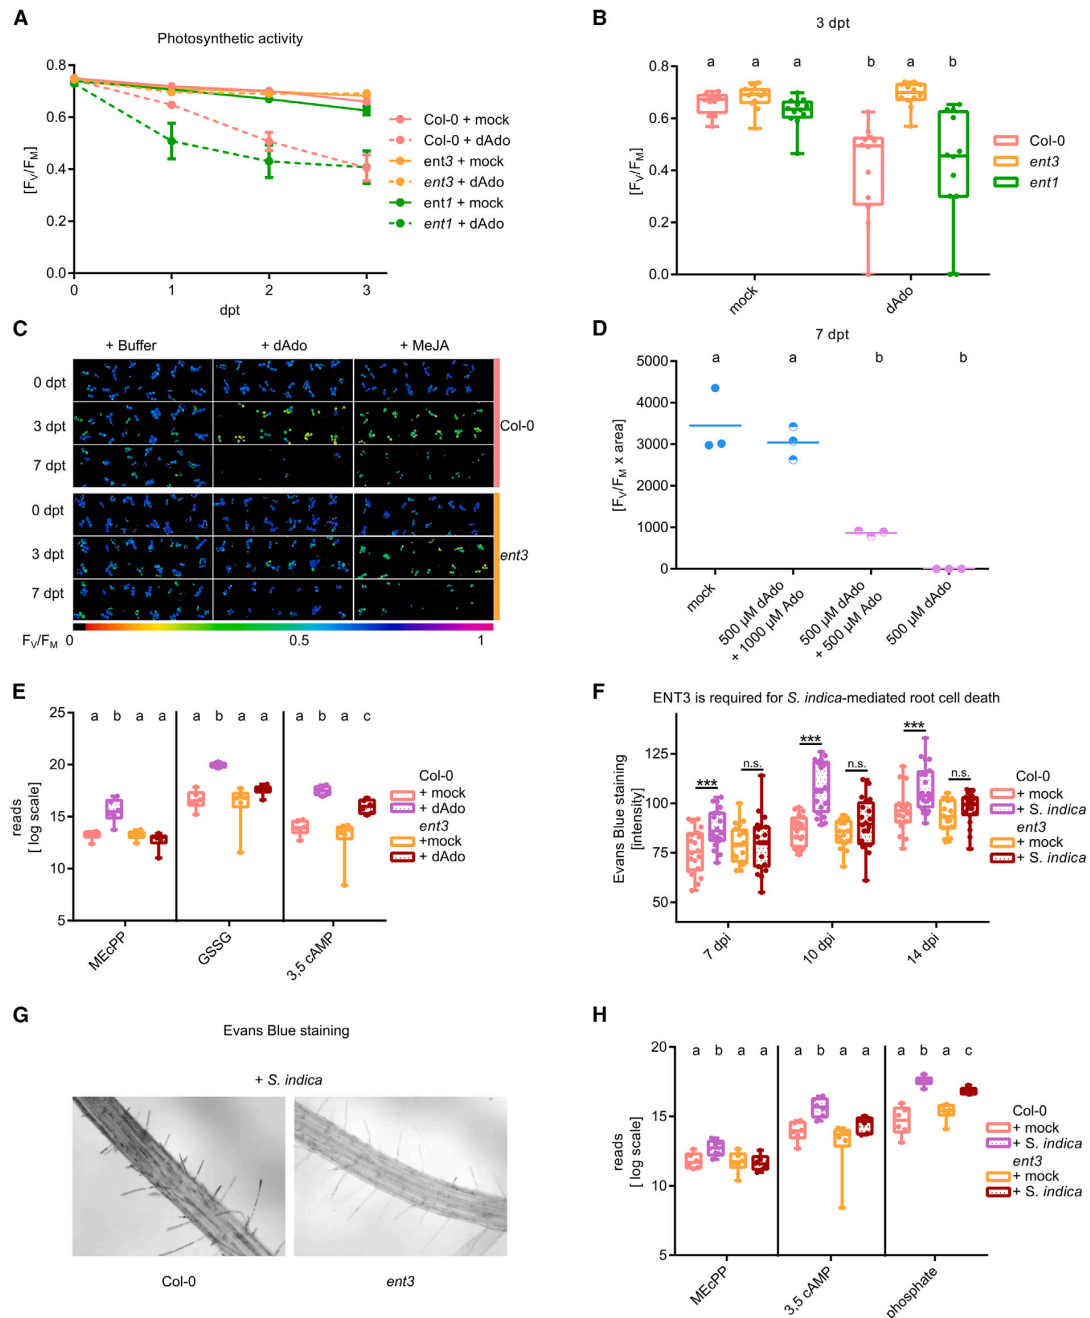 A
Photosynthetic activity
0.8
0.6
0.4
0.2
0.0
[FV/FM]
0
1
2
3
dpt
Col-0 + mock
Col-0 + dAdo
ent3 + mock
ent3 + dAdo
ent1 + mock
ent1 + dAdo
B
3 dpt
a a a b a b
0.8
0.6
0.4
0.2
0.0
[FV/FM]
mock
dAdo
Col-0
ent3
ent1
C
+ Buffer
+ dAdo
+ MeJA
0 dpt
3 dpt
7 dpt
Col-0
0 dpt
3 dpt
7 dpt
ent3
FV/FM 0
0.5
1
D
7 dpt
a a b b
5000
4000
3000
2000
1000
0
[FV/FM x area]
mock
500 µM dAdo
+ 1000 µM Ado
500 µM dAdo
+ 500 µM Ado
500 µM dAdo
E
25
20
15
10
5
reads
[ log scale]
a b a a
a b a a
a b a c
MEcPP
GSSG
3,5 cAMP
Col-0
+ mock
+ dAdo
ent3
+mock
+ dAdo
F
ENT3 is required for S. indica-mediated root cell death
125
100
75
50
Evans Blue staining
[intensity]
***
n.s.
***
n.s.
***
n.s.
7 dpi
10 dpi
14 dpi
Col-0
+ mock
+ S. indica
ent3
+ mock
+ S. indica
G
Evans Blue staining
+ S. indica
Col-0
ent3
H
20
15
10
5
reads
[ log scale]
a b a a
a b a a
a b a c
MEcPP
3,5 cAMP
phosphate
Col-0
+ mock
+ S. indica
ent3
+ mock
+ S. indica